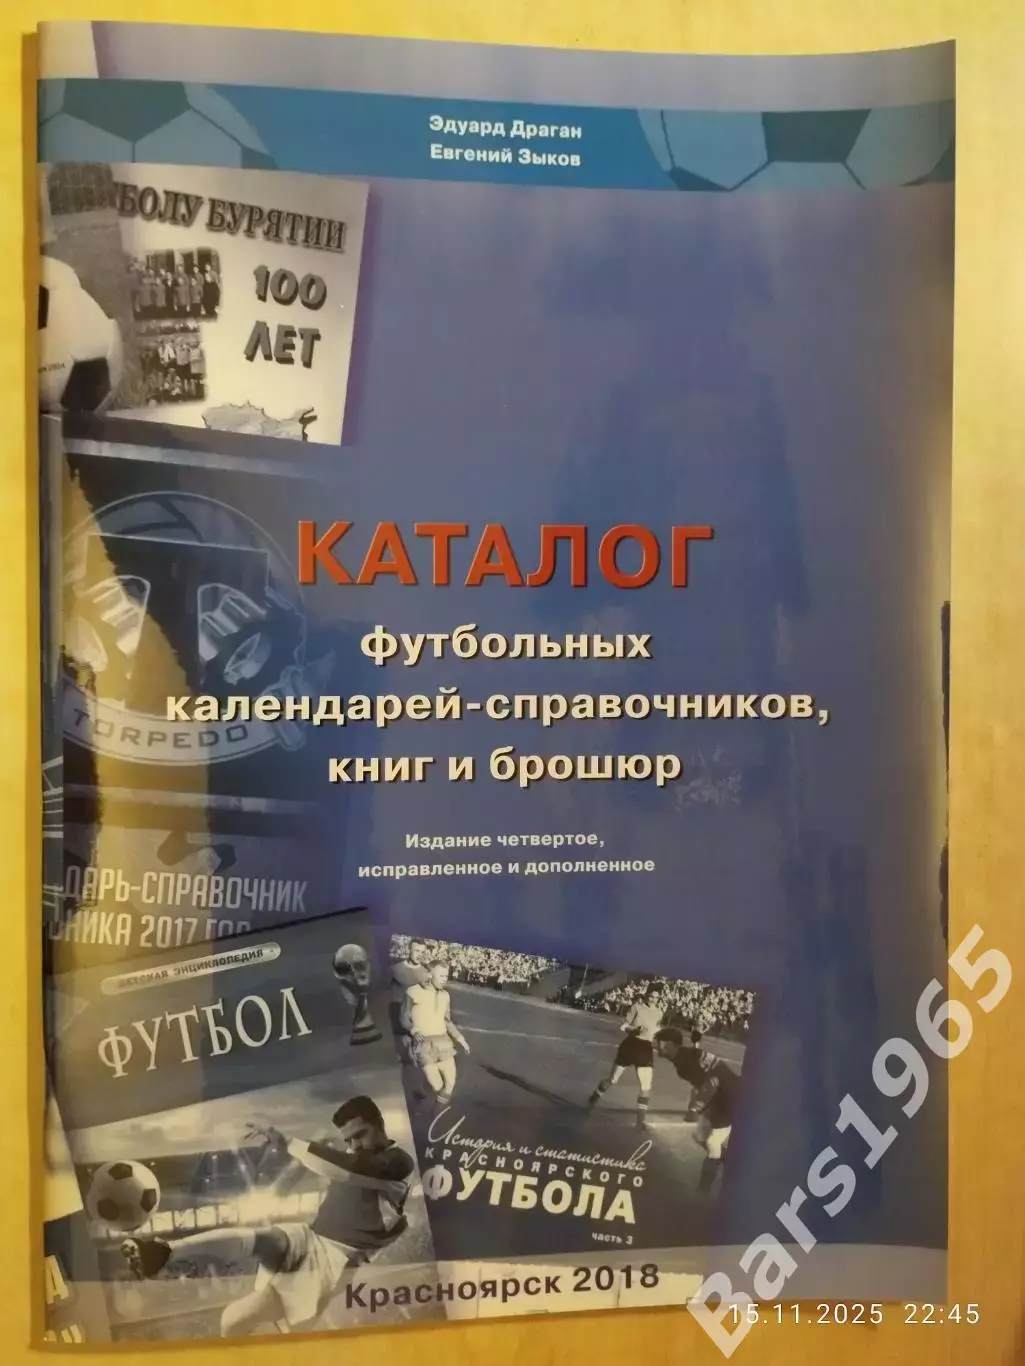 Эдуард Драган
Евгений Зыков
БОЛУ БУРЯТИИ
100
ЛЕТ
КАТАЛОГ
футбольных
календарей-справочников,
книг и брошюр
TORPEDO
Издание четвертое,
исправленное и дополненное
ДАРЬ-СПРАВОЧНИК
НИКА 2017
ДЕТСКАЯ ЭНЦИКЛОПЕДИЯ
ФУТБОЛ
История и статистика
КРАСНОЯРСКОГО
ФУТБОЛА
часть 3
Красноярск 2018
Bars1965
15.11.2025 22:45